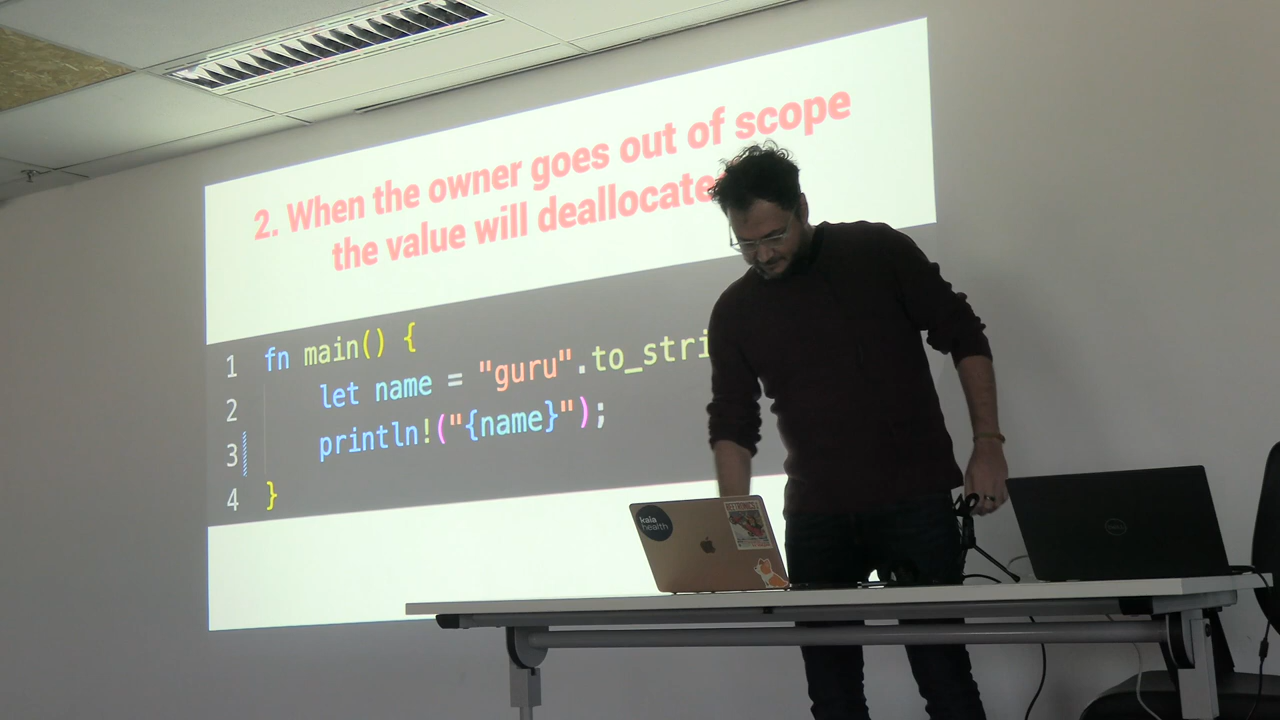 2. When the owner goes out of scope
the value will deallocate
1 fn main() {
2 let name = "guru".to_stri
3 println!("{name}");
4 }
kaia
health
DELL